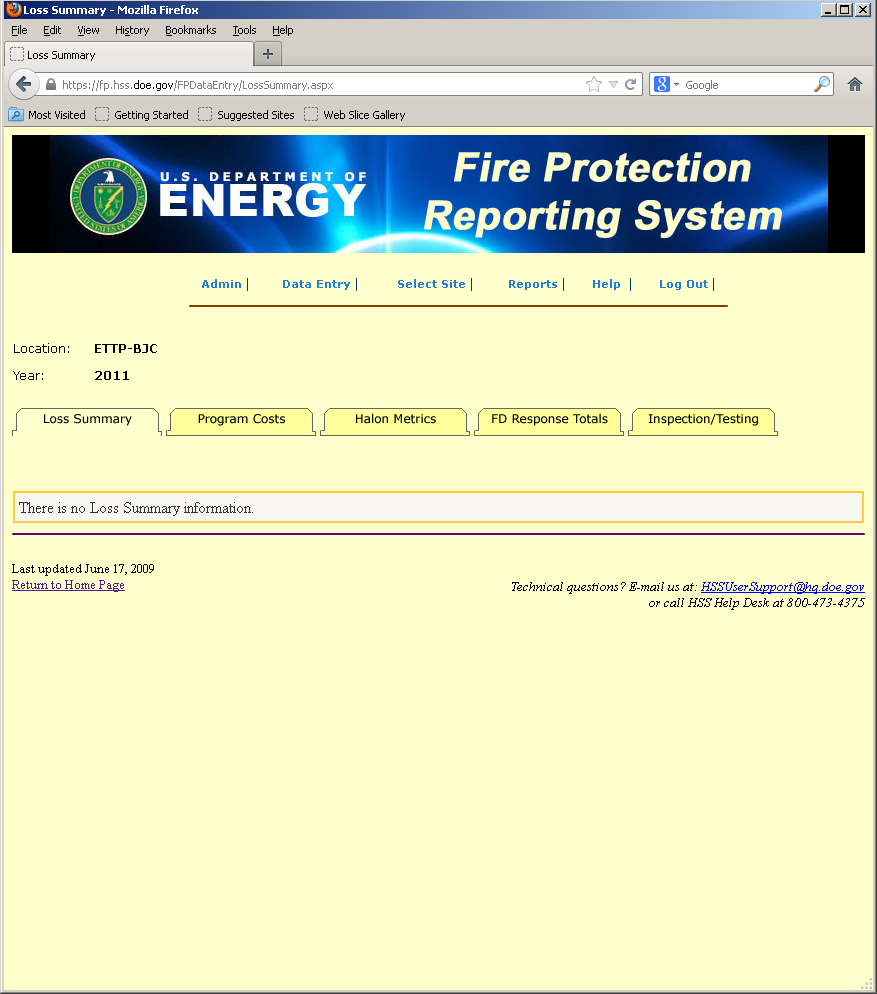 Loss Summary - Mozilla Firefox
File Edit View History Bookmarks Tools Help
Loss Summary +
https://fp.hss.doe.gov/FPDataEntry/LossSummary.aspx Google
Most Visited Getting Started Suggested Sites Web Slice Gallery
U.S. DEPARTMENT OF
ENERGY
Fire Protection
Reporting System
Admin | Data Entry | Select Site | Reports | Help | Log Out |
Location: ETTP-BJC
Year: 2011
Loss Summary Program Costs Halon Metrics FD Response Totals Inspection/Testing
There is no Loss Summary information.
Last updated June 17, 2009
Return to Home Page
Technical questions? E-mail us at: HSSUserSupport@hq.doe.gov
or call HSS Help Desk at 800-473-4375